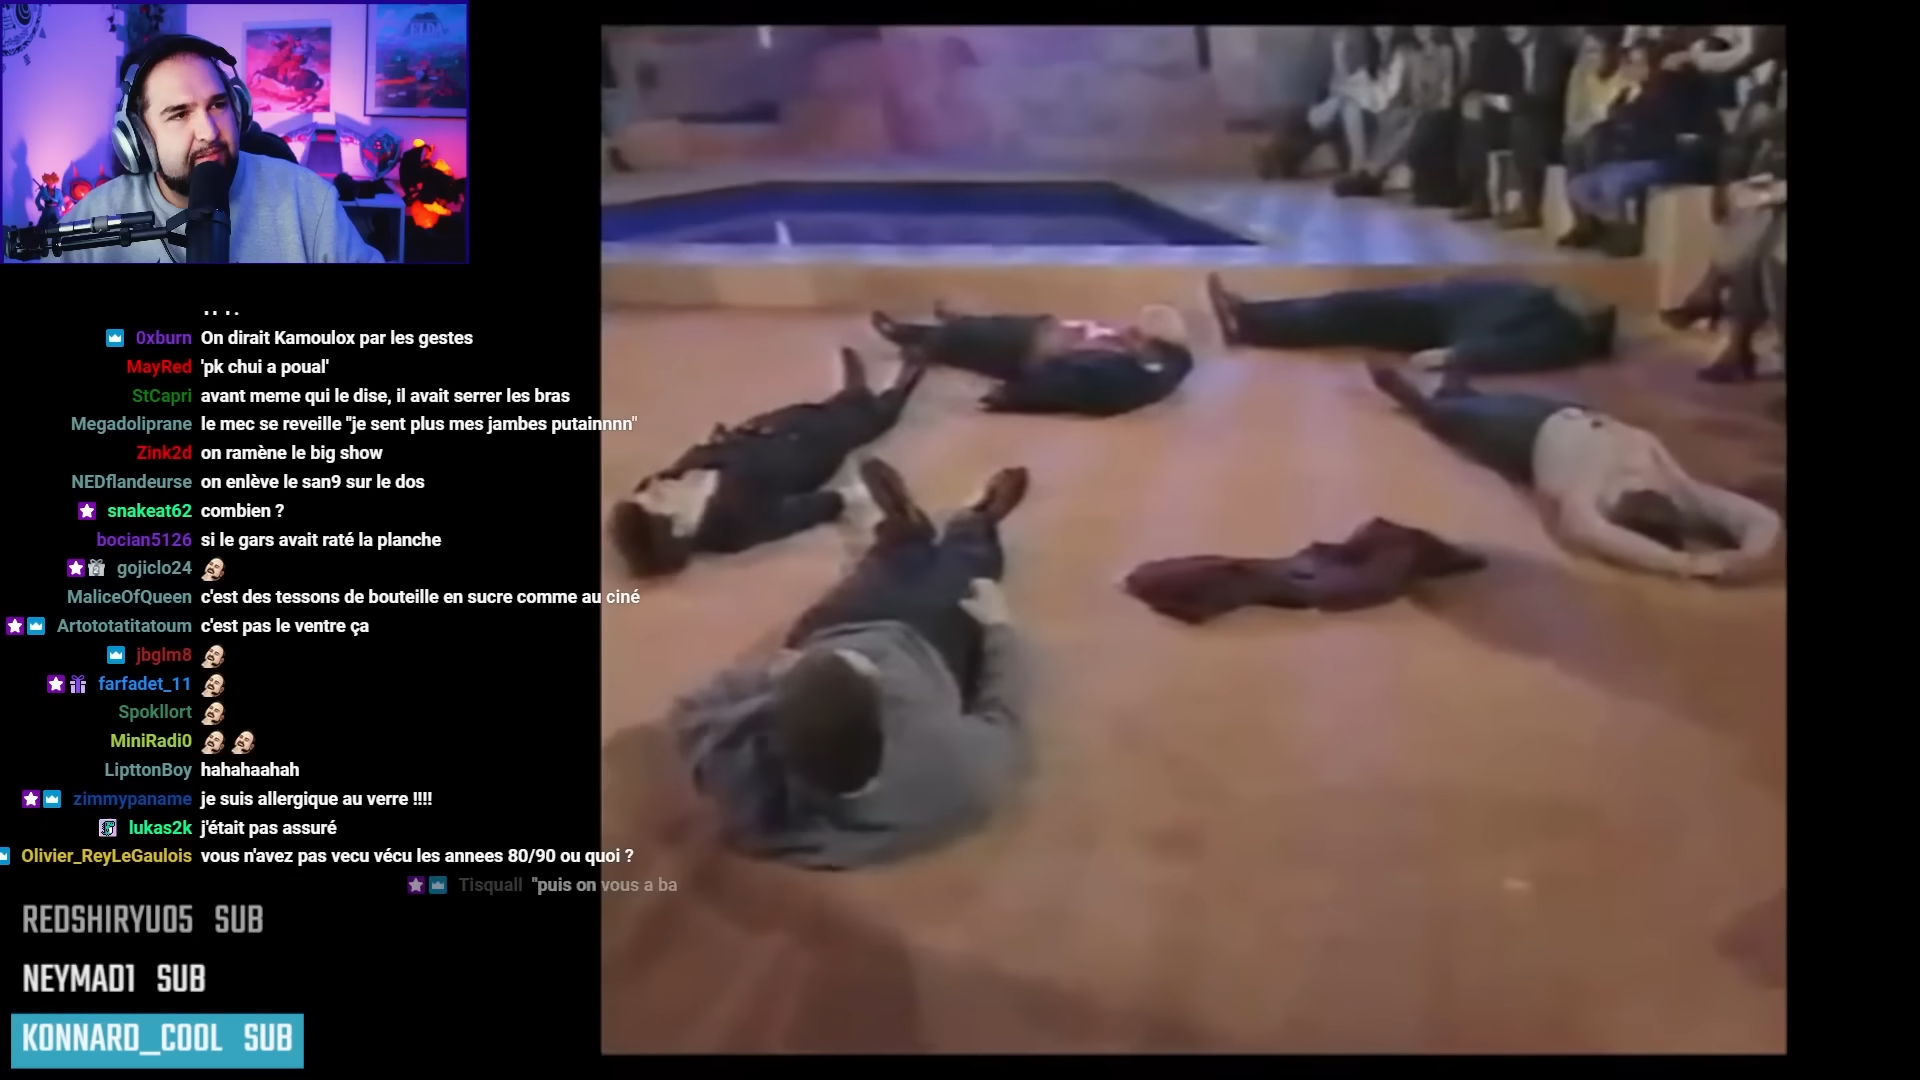 ELDA
0xburn On dirait Kamoulox par les gestes
MayRed 'pk chui a poual'
StCapri avant meme qui le dise, il avait serrer les bras
Megadoliprane le mec se reveille "je sent plus mes jambes putainnnn"
Zink2d on ramène le big show
NEDflandeurse on enlève le san9 sur le dos
snakeat62 combien ?
bocian5126 si le gars avait raté la planche
gojiclo24
MaliceOfQueen c'est des tessons de bouteille en sucre comme au ciné
Artototatitatoum c'est pas le ventre ça
jbglm8
farfadet_11
Spokllort
MiniRadi0
LipttonBoy hahahaahah
zimmypaname je suis allergique au verre !!!!
lukas2k j'était pas assuré
Olivier_ReyLeGaulois vous n'avez pas vecu vécu les annees 80/90 ou quoi ?
Tisquall "puis on vous a ba
REDSHIRYU05 SUB
NEYMAD1 SUB
KONNARD_COOL SUB